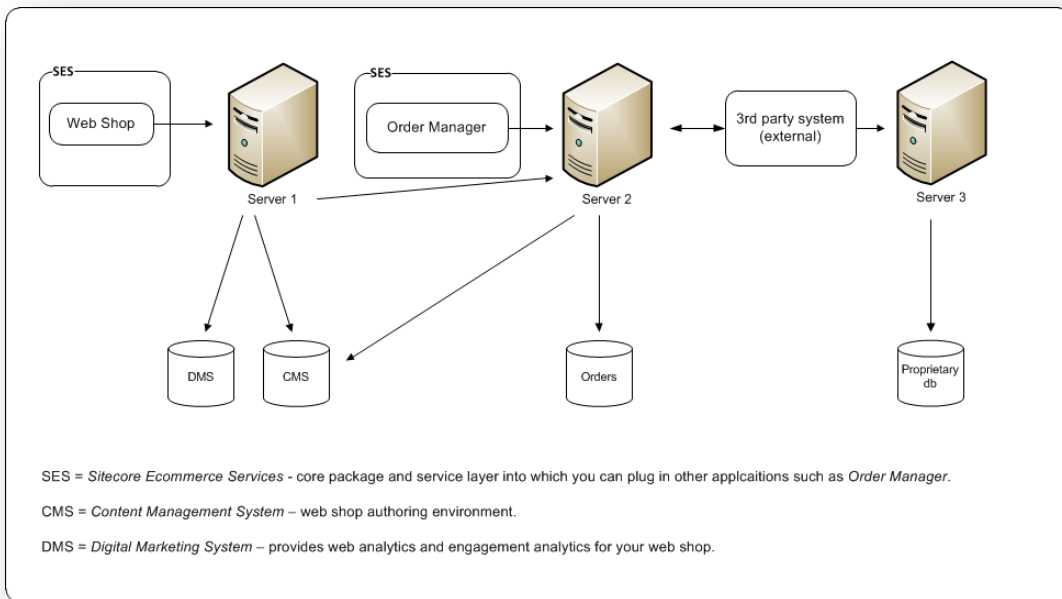 SES
SES
Web Shop
Order Manager
3rd party system
(external)
Server 1
Server 2
Server 3
DMS
CMS
Orders
Proprietary
db
SES = Sitecore Ecommerce Services - core package and service layer into which you can plug in other applcaitions such as Order Manager.
CMS = Content Management System – web shop authoring environment.
DMS = Digital Marketing System – provides web analytics and engagement analytics for your web shop.